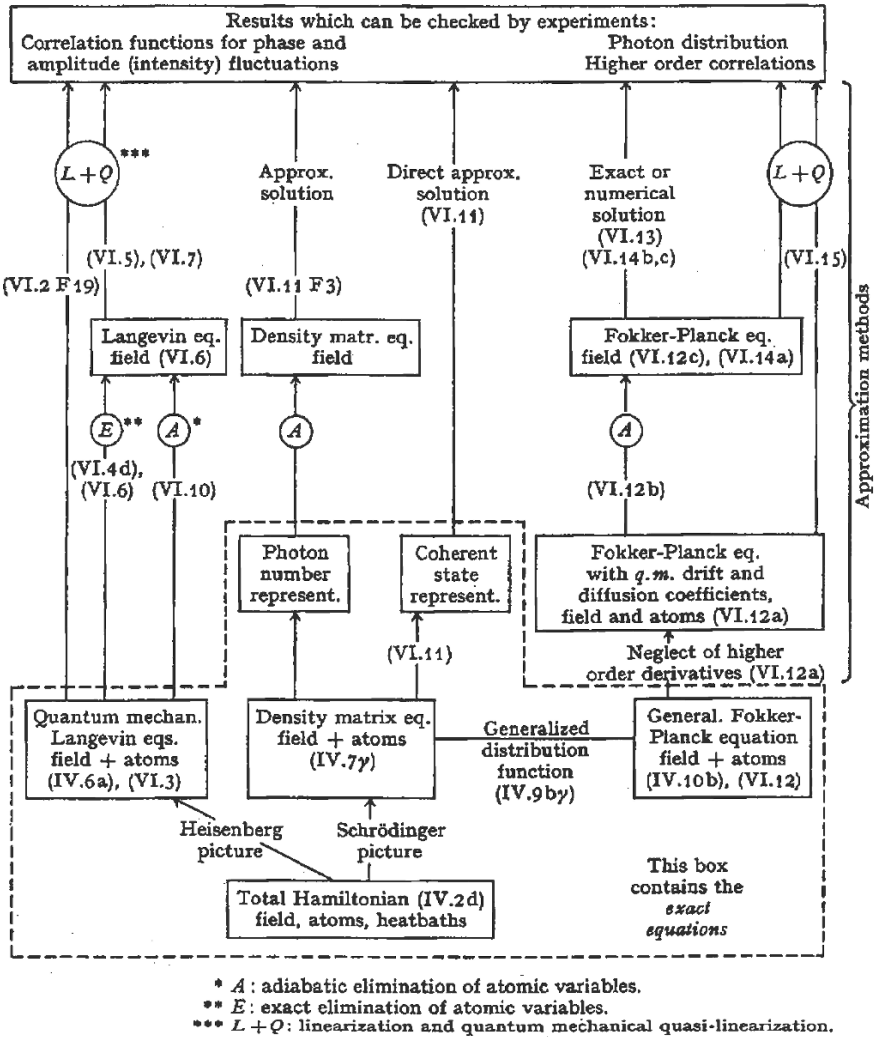 Results which can be checked by experiments:
Correlation functions for phase and
amplitude (intensity) fluctuations
Photon distribution
Higher order correlations
L+Q
***
Approx.
solution
Direct approx.
solution
(VI.11)
Exact or
numerical
solution
(VI.13)
(VI.14b,c)
L+Q
(VI.5), (VI.7)
(VI.2 F 19)
(VI.11 F 3)
(VI.15)
Langevin eq.
field (VI.6)
Density matr. eq.
field
Fokker-Planck eq.
field (VI.12c), (VI.14a)
Approximation methods
E
**
A
*
A
A
(VI.4d),
(VI.6)
(VI.10)
(VI.12b)
Photon
number
represent.
Coherent
state
represent.
Fokker-Planck eq.
with q.m. drift and
diffusion coefficients,
field and atoms (VI.12a)
(VI.11)
Neglect of higher
order derivatives (VI.12a)
Quantum mechan.
Langevin eqs.
field + atoms
(IV.6a), (VI.3)
Density matrix eq.
field + atoms
(IV.7γ)
Generalized
distribution
function
(IV.9bγ)
General. Fokker-
Planck equation
field + atoms
(IV.10b), (VI.12)
Heisenberg
picture
Schrödinger
picture
Total Hamiltonian (IV.2d)
field, atoms, heatbaths
This box
contains the
exact
equations
* A: adiabatic elimination of atomic variables.
** E: exact elimination of atomic variables.
*** L+Q: linearization and quantum mechanical quasi-linearization.